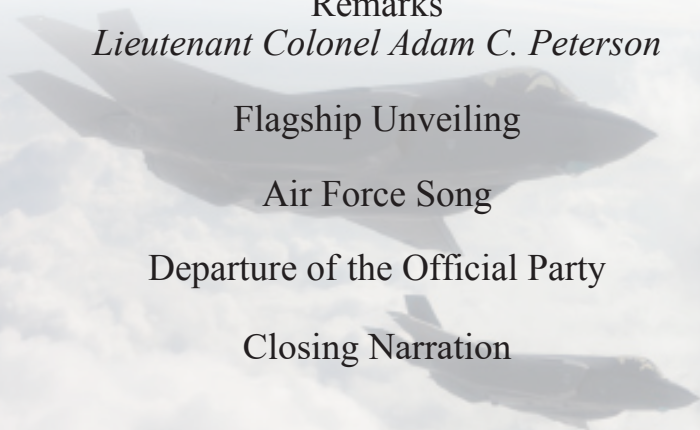 Remarks
Lieutenant Colonel Adam C. Peterson
Flagship Unveiling
Air Force Song
Departure of the Official Party
Closing Narration